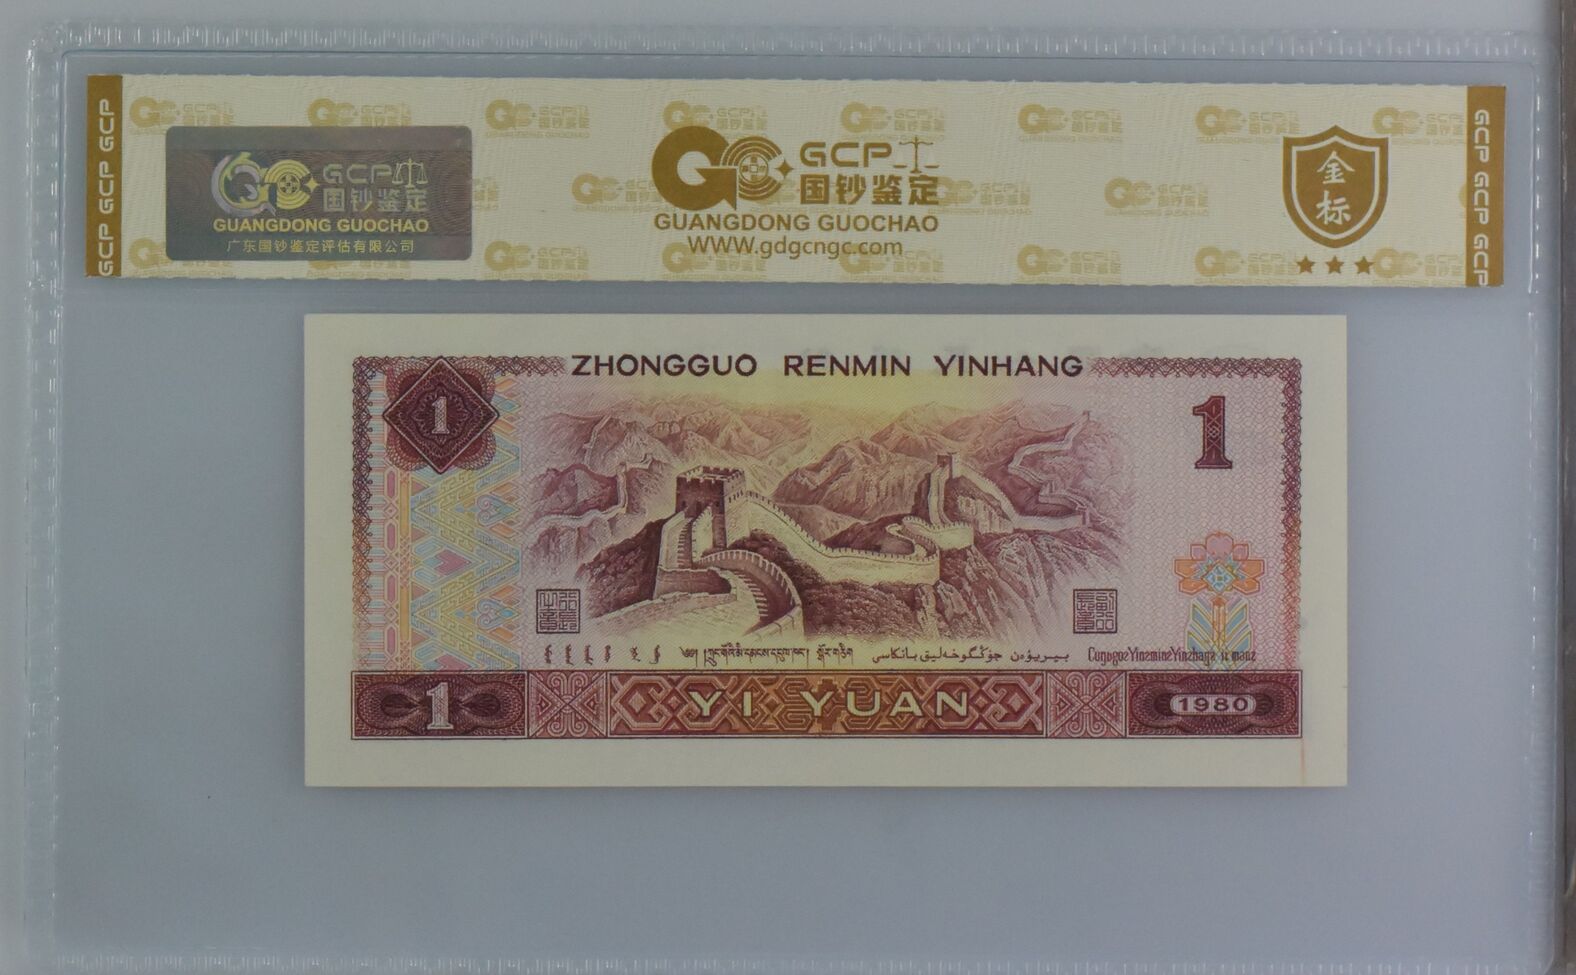 GCP GCP GCP
GCP
国钞鉴定
GUANGDONG GUOCHAO
广东国钞鉴定评估有限公司
GCP
国钞鉴定
GUANGDONG GUOCHAO
WWW.gdgcngc.com
金标
GCP GCP GCP
ZHONGGUO RENMIN YINHANG
1
1
1
YI YUAN
1980